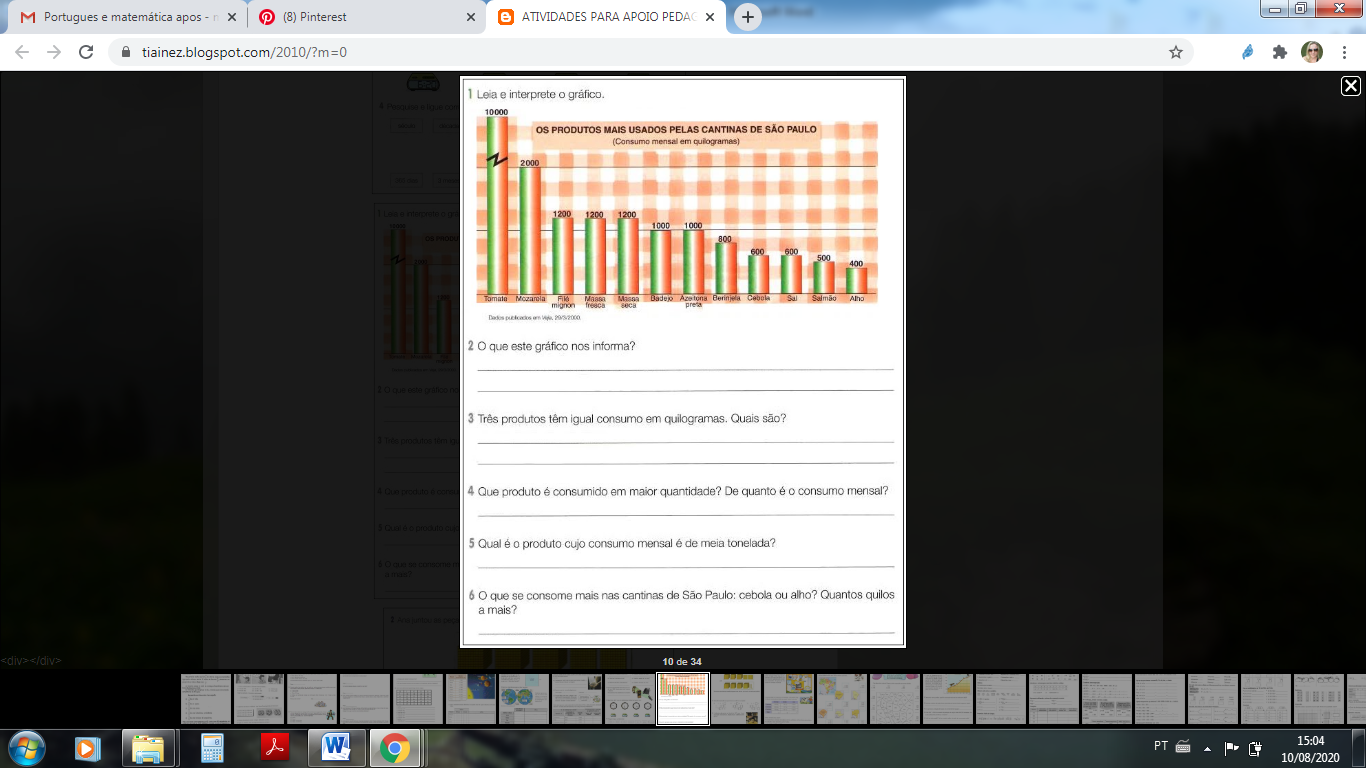 Portugues e matemática apos - r
(8) Pinterest
ATIVIDADES PARA APOIO PEDAG
tiainez.blogspot.com/2010/?m=0
1 Leia e interprete o gráfico.
OS PRODUTOS MAIS USADOS PELAS CANTINAS DE SÃO PAULO
(Consumo mensal em quilogramas)
10000
2000
1200
1200
1200
1000
1000
800
600
600
500
400
Tomate
Mozarela
Filé
mignon
Massa
fresca
Massa
seca
Badejo
Azeitona
preta
Berinjela
Cebola
Sal
Salmão
Alho
Dados publicados em Veja, 29/3/2000.
2 O que este gráfico nos informa?
3 Três produtos têm igual consumo em quilogramas. Quais são?
4 Que produto é consumido em maior quantidade? De quanto é o consumo mensal?
5 Qual é o produto cujo consumo mensal é de meia tonelada?
6 O que se consome mais nas cantinas de São Paulo: cebola ou alho? Quantos quilos
a mais?
<div></div>
10 de 34
PT
15:04
10/08/2020